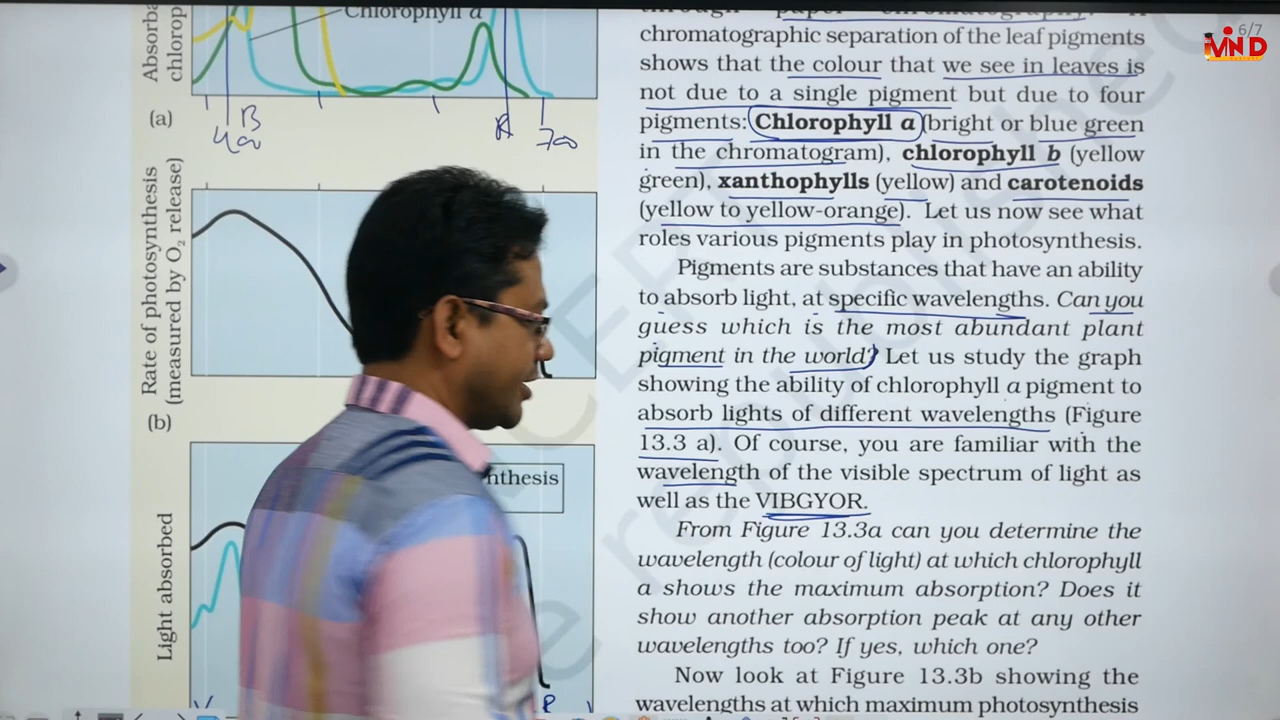 Chlorophyll a
Absorba
chlorop
(a)
400
B
R
700
Rate of photosynthesis
(measured by O2 release)
(b)
nthesis
Light absorbed
V
R
through paper chromatography. A
chromatographic separation of the leaf pigments
shows that the colour that we see in leaves is
not due to a single pigment but due to four
pigments: Chlorophyll a (bright or blue green
in the chromatogram), chlorophyll b (yellow
green), xanthophylls (yellow) and carotenoids
(yellow to yellow-orange). Let us now see what
roles various pigments play in photosynthesis.
Pigments are substances that have an ability
to absorb light, at specific wavelengths. Can you
guess which is the most abundant plant
pigment in the world? Let us study the graph
showing the ability of chlorophyll a pigment to
absorb lights of different wavelengths (Figure
13.3 a). Of course, you are familiar with the
wavelength of the visible spectrum of light as
well as the VIBGYOR.
From Figure 13.3a can you determine the
wavelength (colour of light) at which chlorophyll
a shows the maximum absorption? Does it
show another absorption peak at any other
wavelengths too? If yes, which one?
Now look at Figure 13.3b showing the
wavelengths at which maximum photosynthesis
6/7
MIND